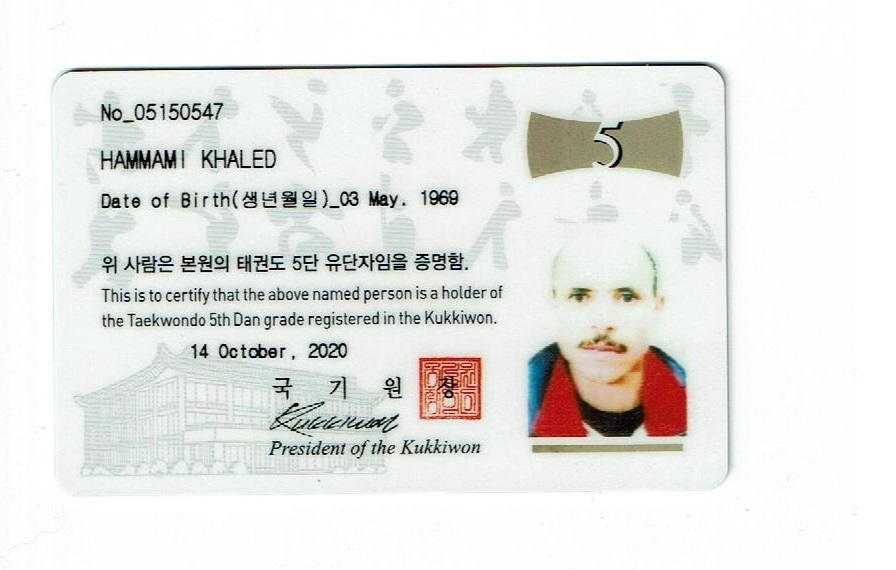 No_05150547
5
HAMMAMI KHALED
Date of Birth(생년월일)_03 May. 1969
위 사람은 본원의 태권도 5단 유단자임을 증명함.
This is to certify that the above named person is a holder of
the Taekwondo 5th Dan grade registered in the Kukkiwon.
14 October, 2020
국 기 원 장
Kukkiwon
President of the Kukkiwon